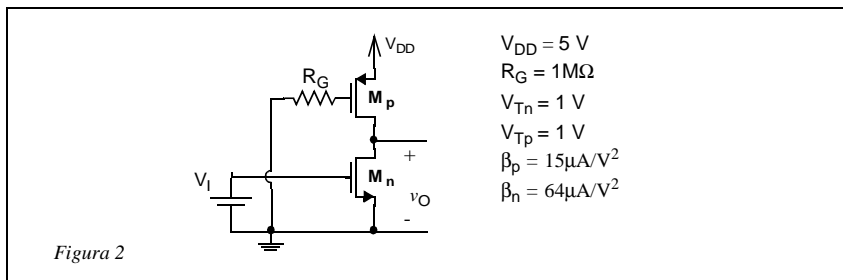 V_DD
R_G
M_p
+
V_I
M_n
v_O
-
V_DD = 5 V
R_G = 1MΩ
V_Tn = 1 V
V_Tp = 1 V
β_p = 15μA/V²
β_n = 64μA/V²
Figura 2